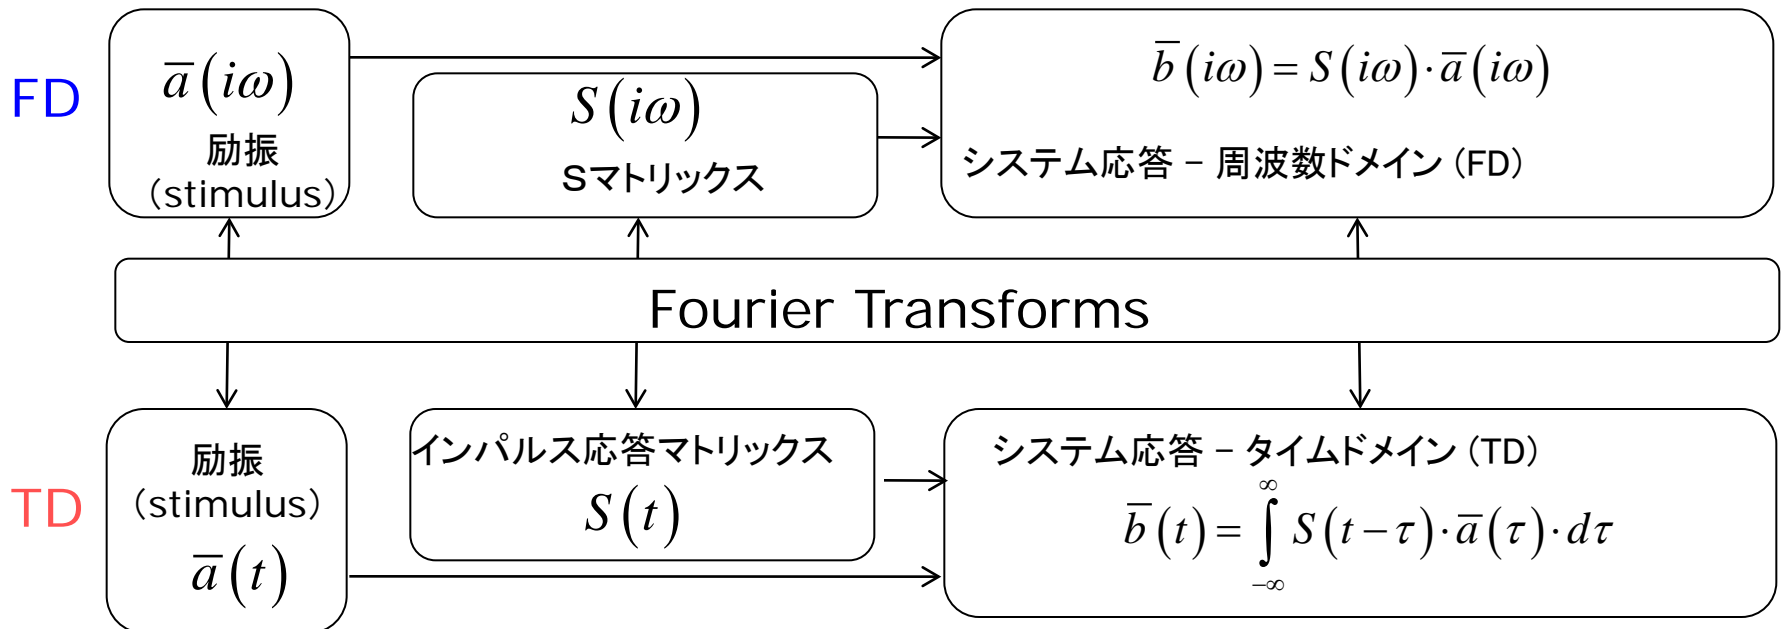 FD
a̅(iω)
励振
(stimulus)
S(iω)
Sマトリックス
b̅(iω) = S(iω)·a̅(iω)
システム応答 − 周波数ドメイン (FD)
Fourier Transforms
TD
励振
(stimulus)
a̅(t)
インパルス応答マトリックス
S(t)
システム応答 − タイムドメイン (TD)
b̅(t) = ∫_{−∞}^{∞} S(t−τ)·a̅(τ)·dτ